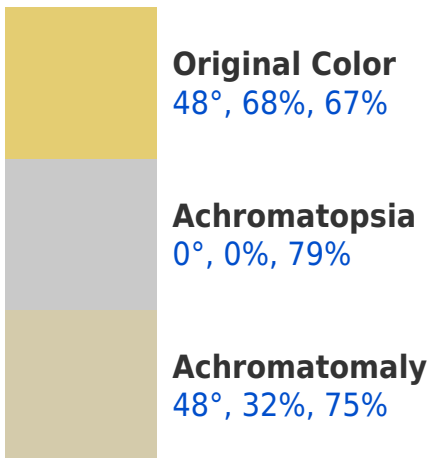 Original Color
48°, 68%, 67%
Achromatopsia
0°, 0%, 79%
Achromatomaly
48°, 32%, 75%